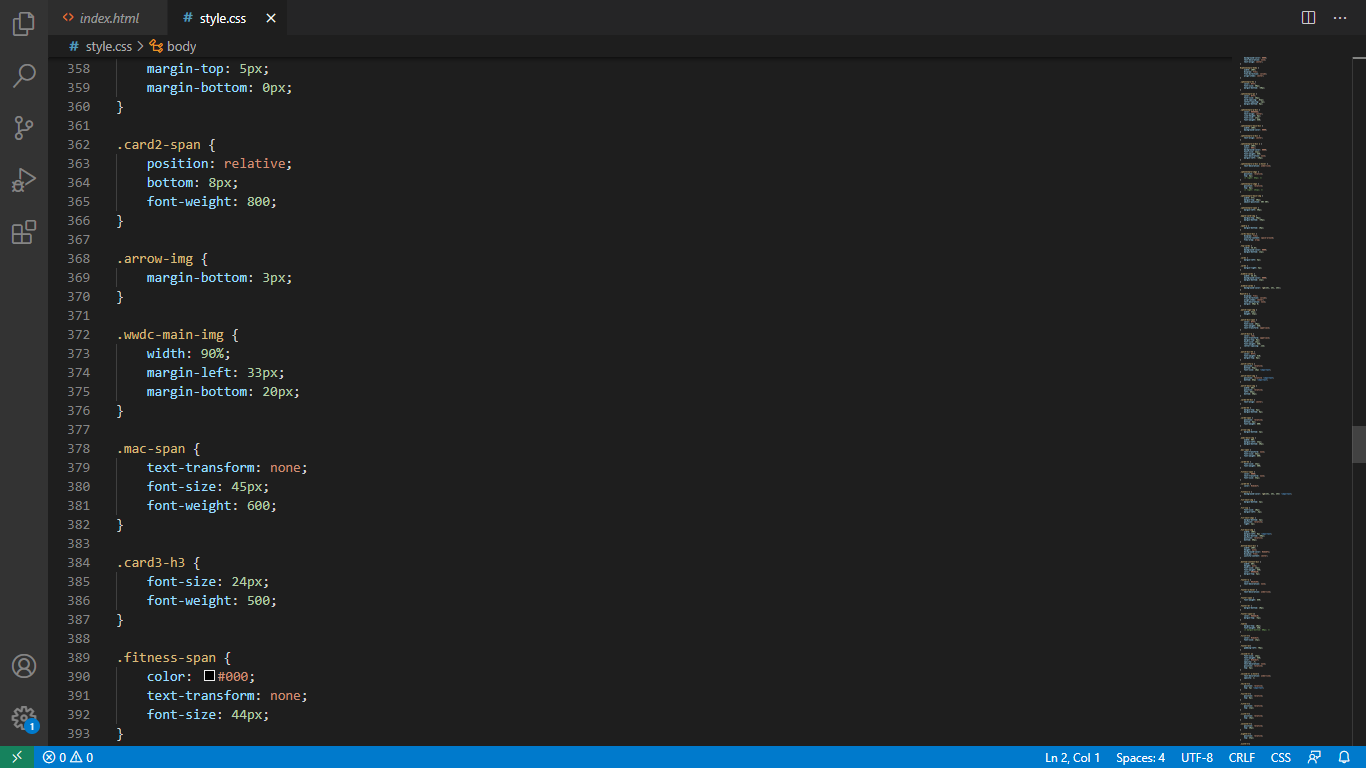 index.html
style.css
style.css > body
358 margin-top: 5px;
359 margin-bottom: 0px;
360 }
361
362 .card2-span {
363 position: relative;
364 bottom: 8px;
365 font-weight: 800;
366 }
367
368 .arrow-img {
369 margin-bottom: 3px;
370 }
371
372 .wwdc-main-img {
373 width: 90%;
374 margin-left: 33px;
375 margin-bottom: 20px;
376 }
377
378 .mac-span {
379 text-transform: none;
380 font-size: 45px;
381 font-weight: 600;
382 }
383
384 .card3-h3 {
385 font-size: 24px;
386 font-weight: 500;
387 }
388
389 .fitness-span {
390 color: #000;
391 text-transform: none;
392 font-size: 44px;
393 }
1
0 0 Ln 2, Col 1 Spaces: 4 UTF-8 CRLF CSS